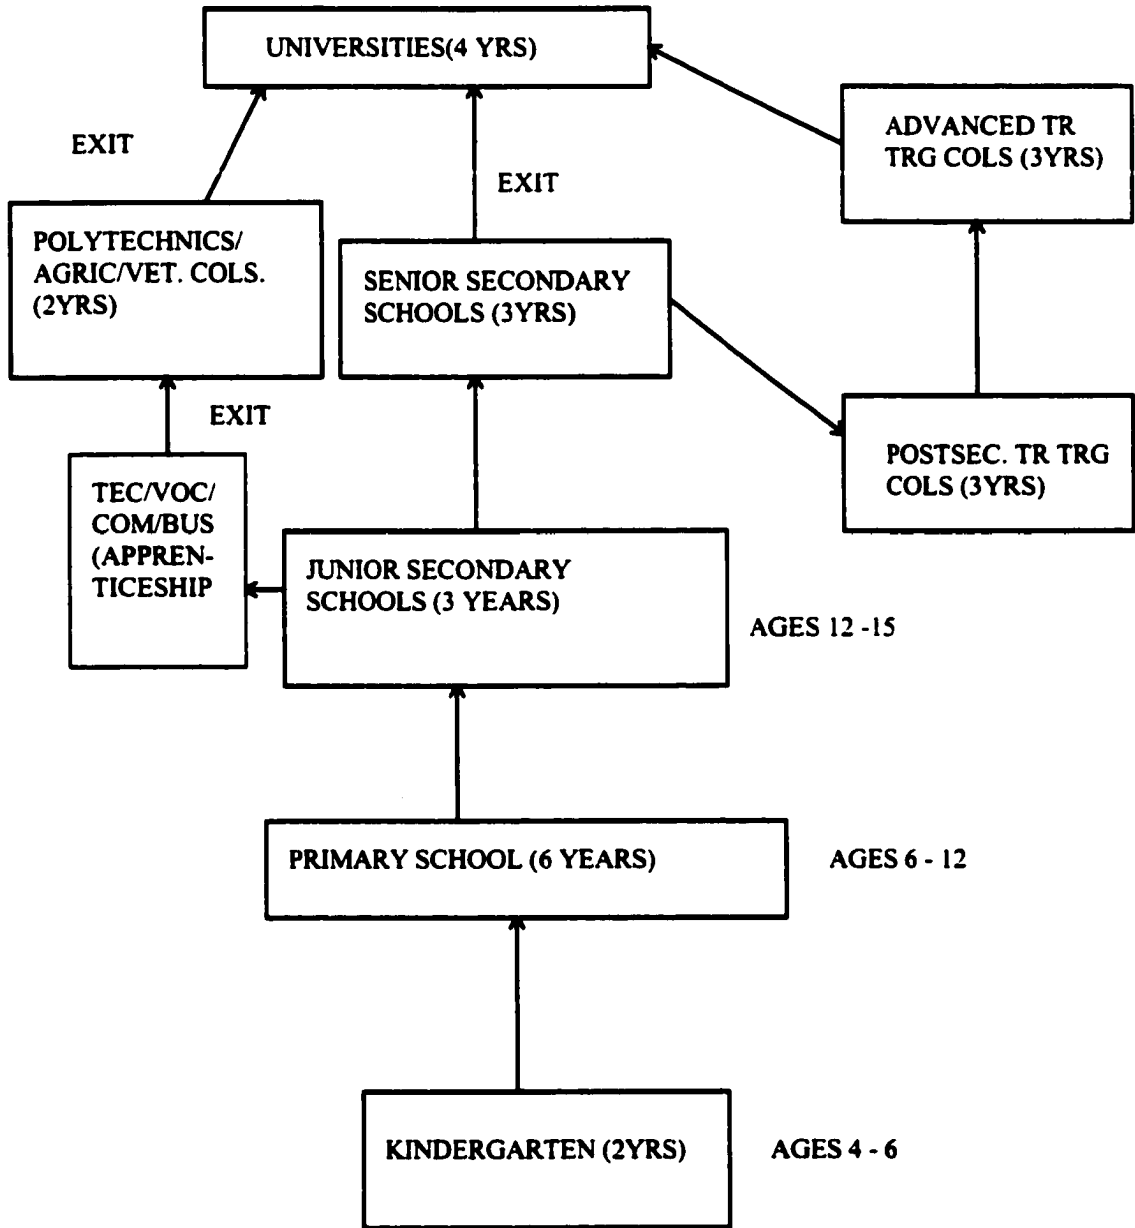 UNIVERSITIES(4 YRS)
ADVANCED TR
TRG COLS (3YRS)
EXIT
EXIT
POLYTECHNICS/
AGRIC/VET. COLS.
(2YRS)
SENIOR SECONDARY
SCHOOLS (3YRS)
EXIT
POSTSEC. TR TRG
COLS (3YRS)
TEC/VOC/
COM/BUS
(APPREN-
TICESHIP
JUNIOR SECONDARY
SCHOOLS (3 YEARS)
AGES 12 -15
PRIMARY SCHOOL (6 YEARS)
AGES 6 - 12
KINDERGARTEN (2YRS)
AGES 4 - 6